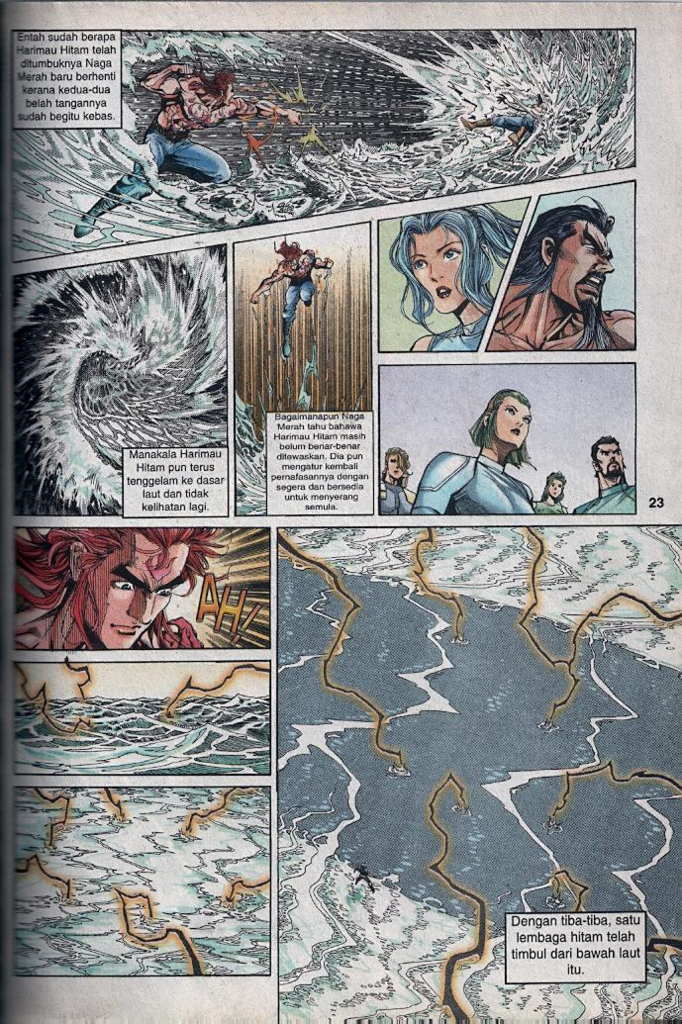 Entah sudah berapa
Harimau Hitam telah
ditumbuknya Naga
Merah baru berhenti
kerana kedua-dua
belah tangannya
sudah begitu kebas.
Manakala Harimau
Hitam pun terus
tenggelam ke dasar
laut dan tidak
kelihatan lagi.
Bagaimanapun Naga
Merah tahu bahawa
Harimau Hitam masih
belum benar-benar
ditewaskan. Dia pun
mengatur kembali
pernafasannya dengan
segera dan bersedia
untuk menyerang
semula.
23
AH!
Dengan tiba-tiba, satu
lembaga hitam telah
timbul dari bawah laut
itu.